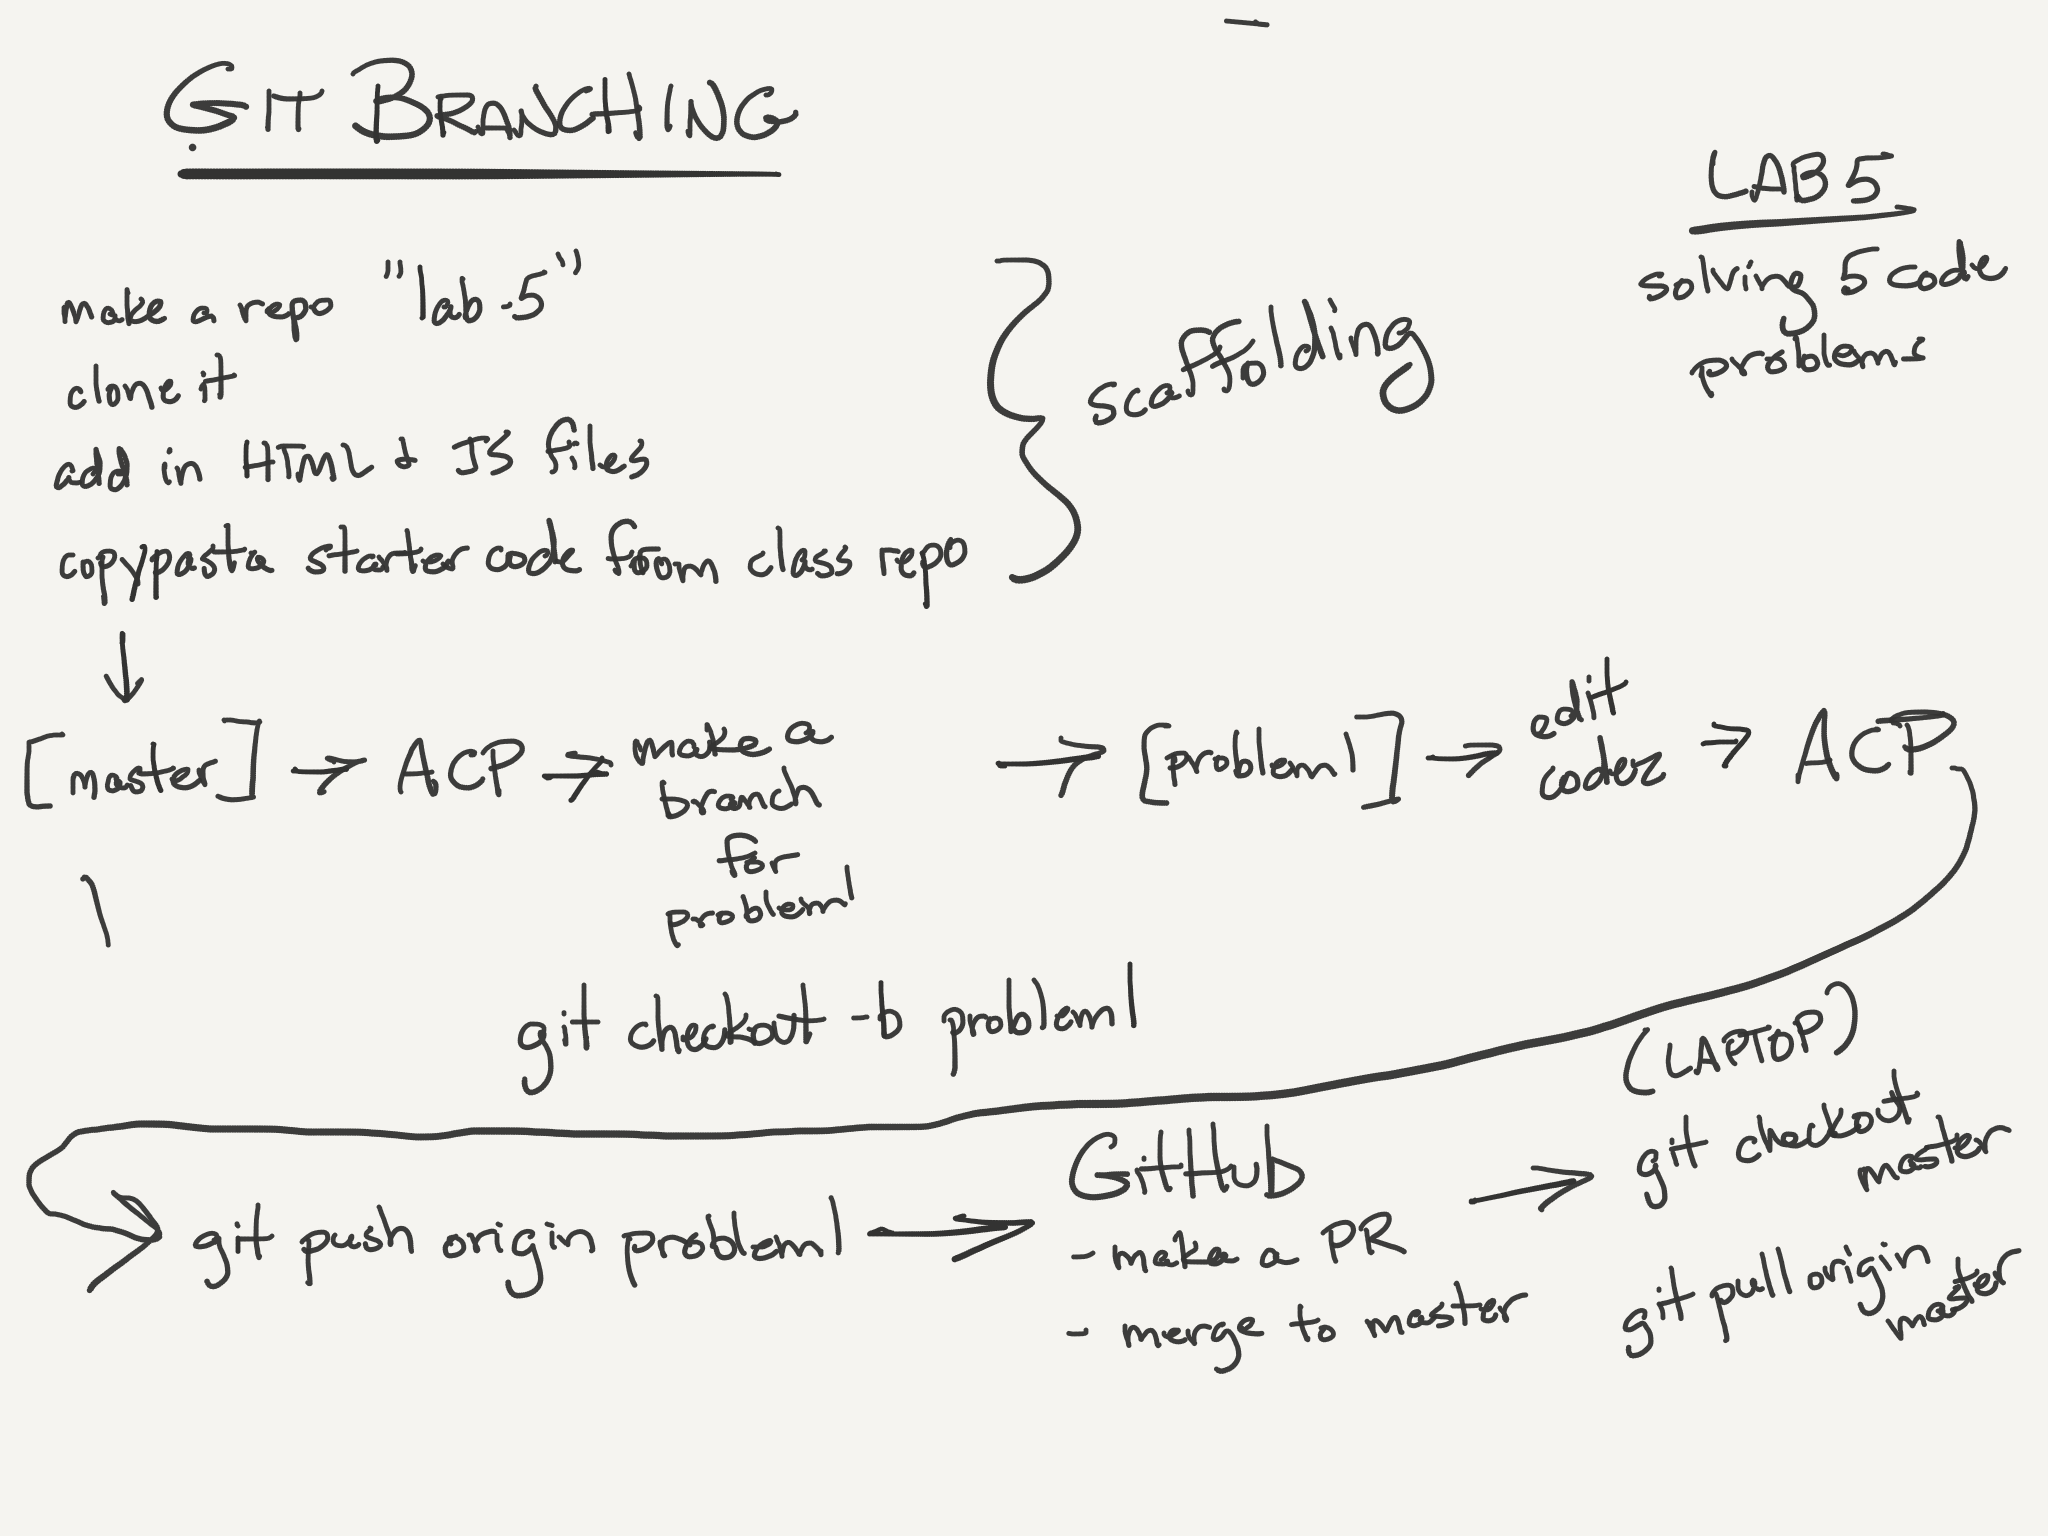 GIT BRANCHING
LAB 5
solving 5 code
problems
make a repo "lab-5"
clone it
add in HTML & JS files
copypasta starter code from class repo
scaffolding
[master] → ACP → make a
branch
for
problem1
→ [problem1] → edit
codez
→ ACP
git checkout -b problem1
git push origin problem1 →
GitHub
- make a PR
- merge to master
→
(LAPTOP)
git checkout
master
git pull origin
master